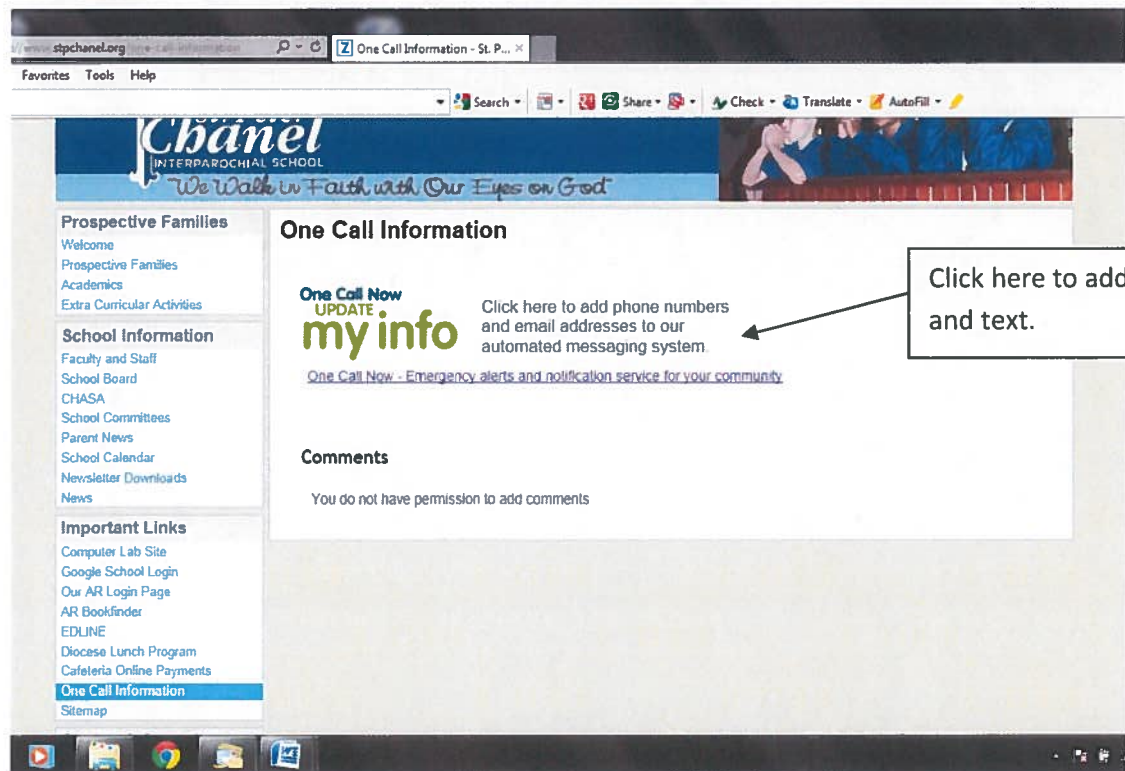 stpchanel.org/one-call-information
One Call Information - St. P...
Favorites Tools Help
Search Share Check Translate AutoFill
Chanel
INTERPAROCHIAL SCHOOL
We Walk in Faith with Our Eyes on God
Prospective Families
Welcome
Prospective Families
Academics
Extra Curricular Activities
School Information
Faculty and Staff
School Board
CHASA
School Committees
Parent News
School Calendar
Newsletter Downloads
News
Important Links
Computer Lab Site
Google School Login
Our AR Login Page
AR Bookfinder
EDLINE
Diocese Lunch Program
Cafeteria Online Payments
One Call Information
Sitemap
One Call Information
One Call Now
UPDATE
my info
Click here to add phone numbers
and email addresses to our
automated messaging system.
One Call Now - Emergency alerts and notification service for your community
Comments
You do not have permission to add comments
Click here to add
and text.